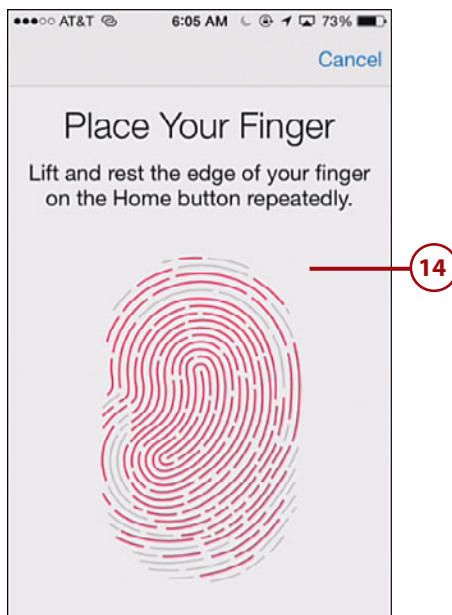 AT&T 6:05 AM 73%
Cancel
Place Your Finger
Lift and rest the edge of your finger
on the Home button repeatedly.
14